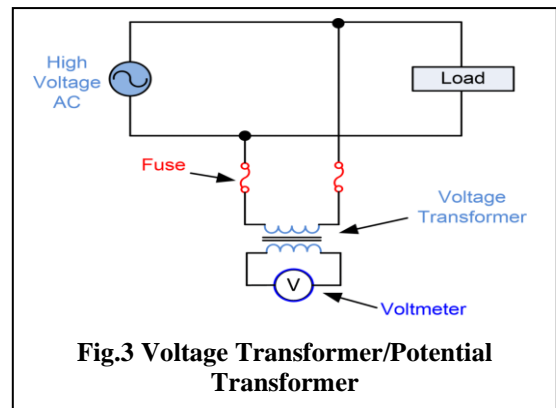 High
Voltage
AC
Load
Fuse
Voltage
Transformer
V
Voltmeter
Fig.3 Voltage Transformer/Potential
Transformer